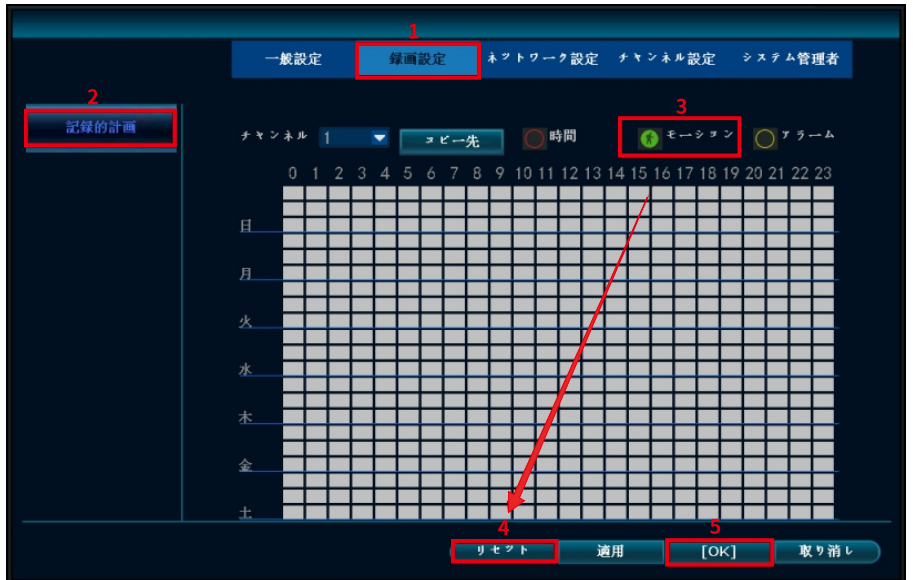 1
一般設定 録画設定 ネットワーク設定 チャンネル設定 システム管理者
2
3
記録的計画
チャンネル 1 コピー先 時間 モーション アラーム
0 1 2 3 4 5 6 7 8 9 10 11 12 13 14 15 16 17 18 19 20 21 22 23
日
月
火
水
木
金
土
4 5
リセット 適用 [OK] 取り消し